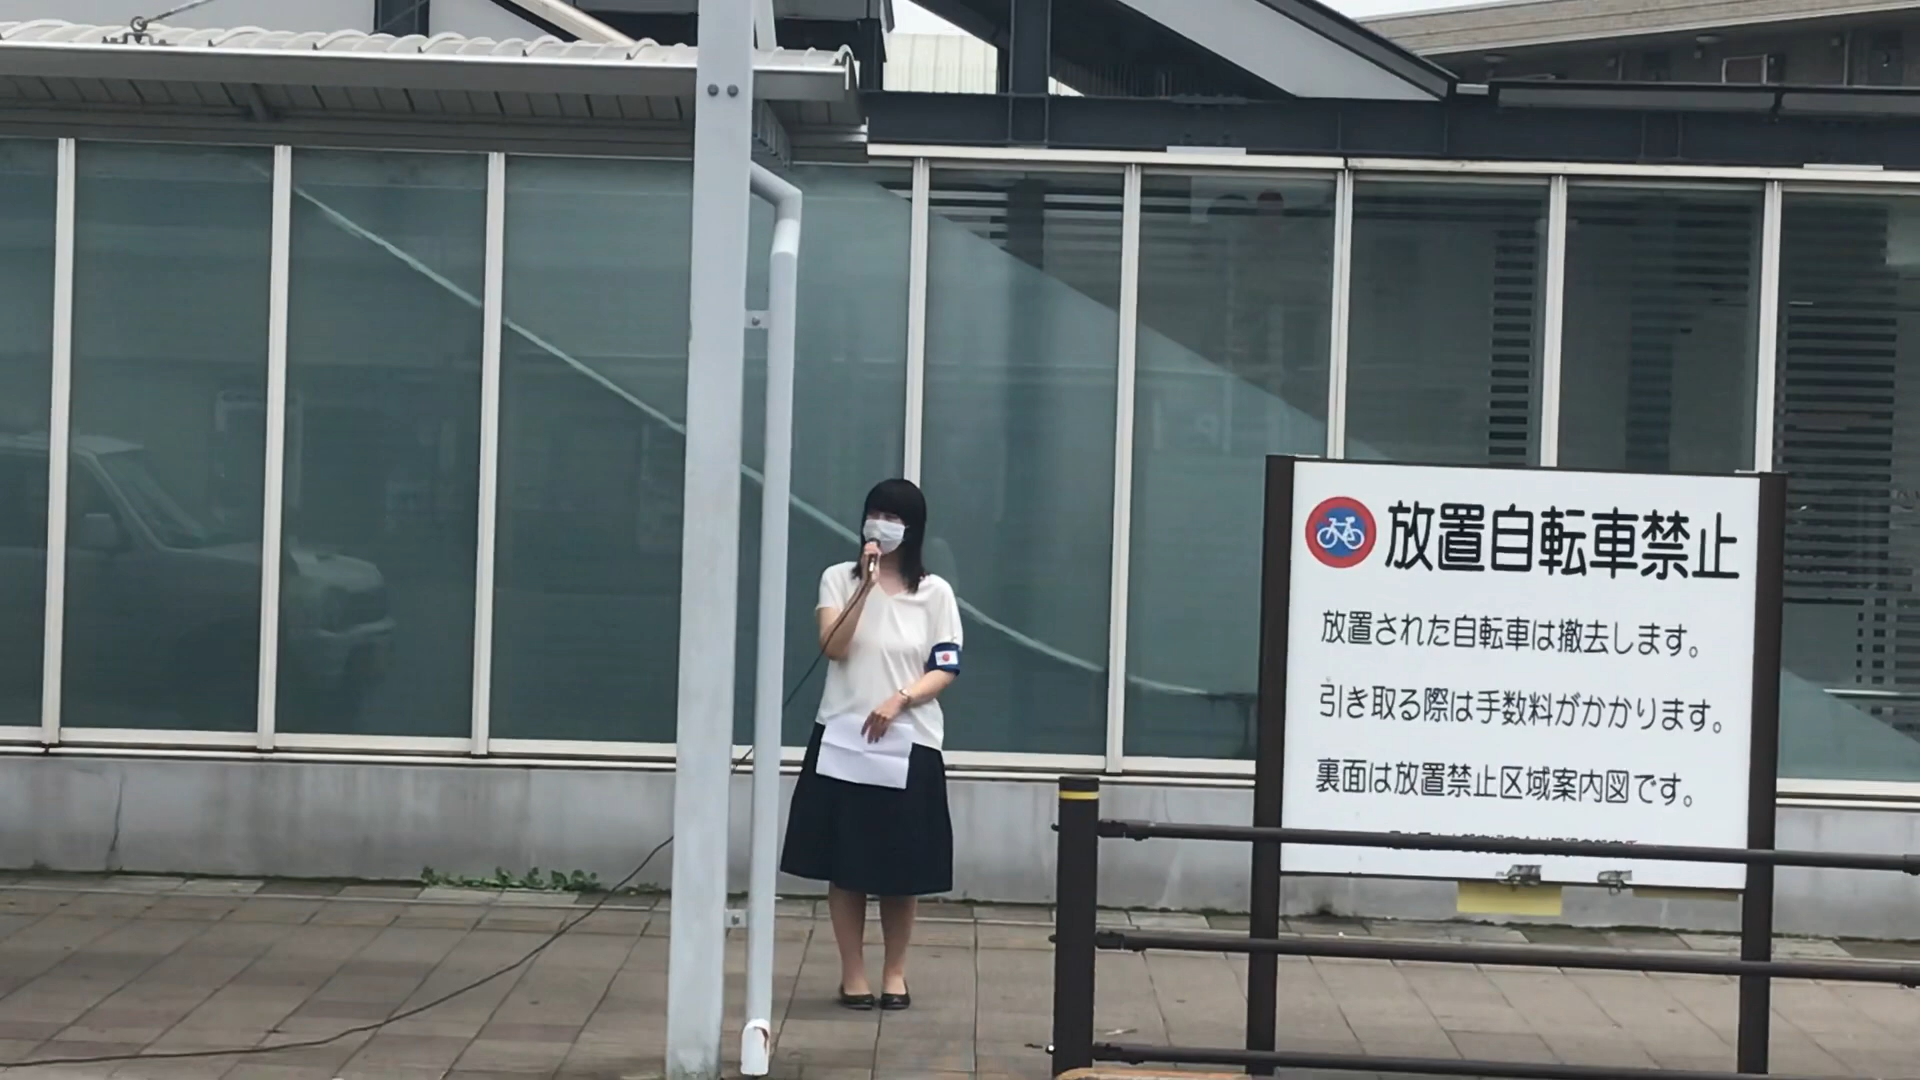 放置自転車禁止
放置された自転車は撤去します。
引き取る際は手数料がかかります。
裏面は放置禁止区域案内図です。